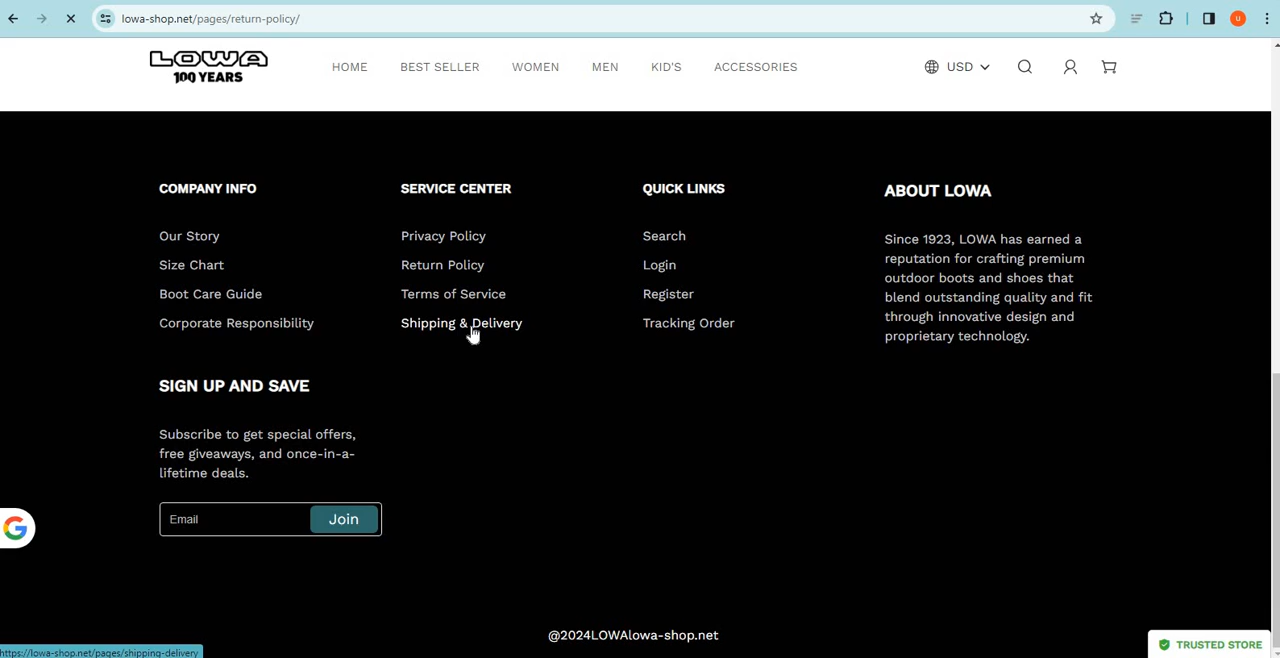 lowa-shop.net/pages/return-policy/
LOWA
100 YEARS
HOME BEST SELLER WOMEN MEN KID'S ACCESSORIES
USD
U
COMPANY INFO
Our Story
Size Chart
Boot Care Guide
Corporate Responsibility
SERVICE CENTER
Privacy Policy
Return Policy
Terms of Service
Shipping & Delivery
QUICK LINKS
Search
Login
Register
Tracking Order
ABOUT LOWA
Since 1923, LOWA has earned a
reputation for crafting premium
outdoor boots and shoes that
blend outstanding quality and fit
through innovative design and
proprietary technology.
SIGN UP AND SAVE
Subscribe to get special offers,
free giveaways, and once-in-a-
lifetime deals.
Email
Join
G
@2024LOWAlowa-shop.net
https://lowa-shop.net/pages/shipping-delivery
TRUSTED STORE